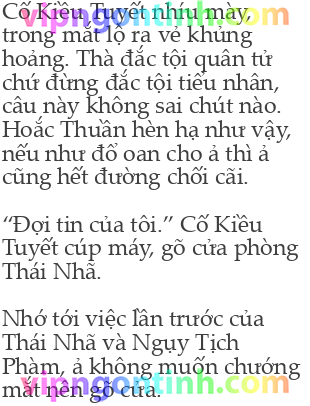 Cố Kiều Tuyết nhíu mày,
trong mắt lộ ra vẻ khủng
hoảng. Thà đắc tội quân tử
chứ đừng đắc tội tiểu nhân,
câu này không sai chút nào.
Hoắc Thuần hèn hạ như vậy,
nếu như đổ oan cho ả thì ả
cũng hết đường chối cãi.

“Đợi tin của tôi.” Cố Kiều
Tuyết cúp máy, gõ cửa phòng
Thái Nhã.

Nhớ tới việc lần trước của
Thái Nhã và Ngụy Tịch
Phàm, ả không muốn chướng
mắt nên gõ cửa.
vipngontinh.com
vipngontinh.com